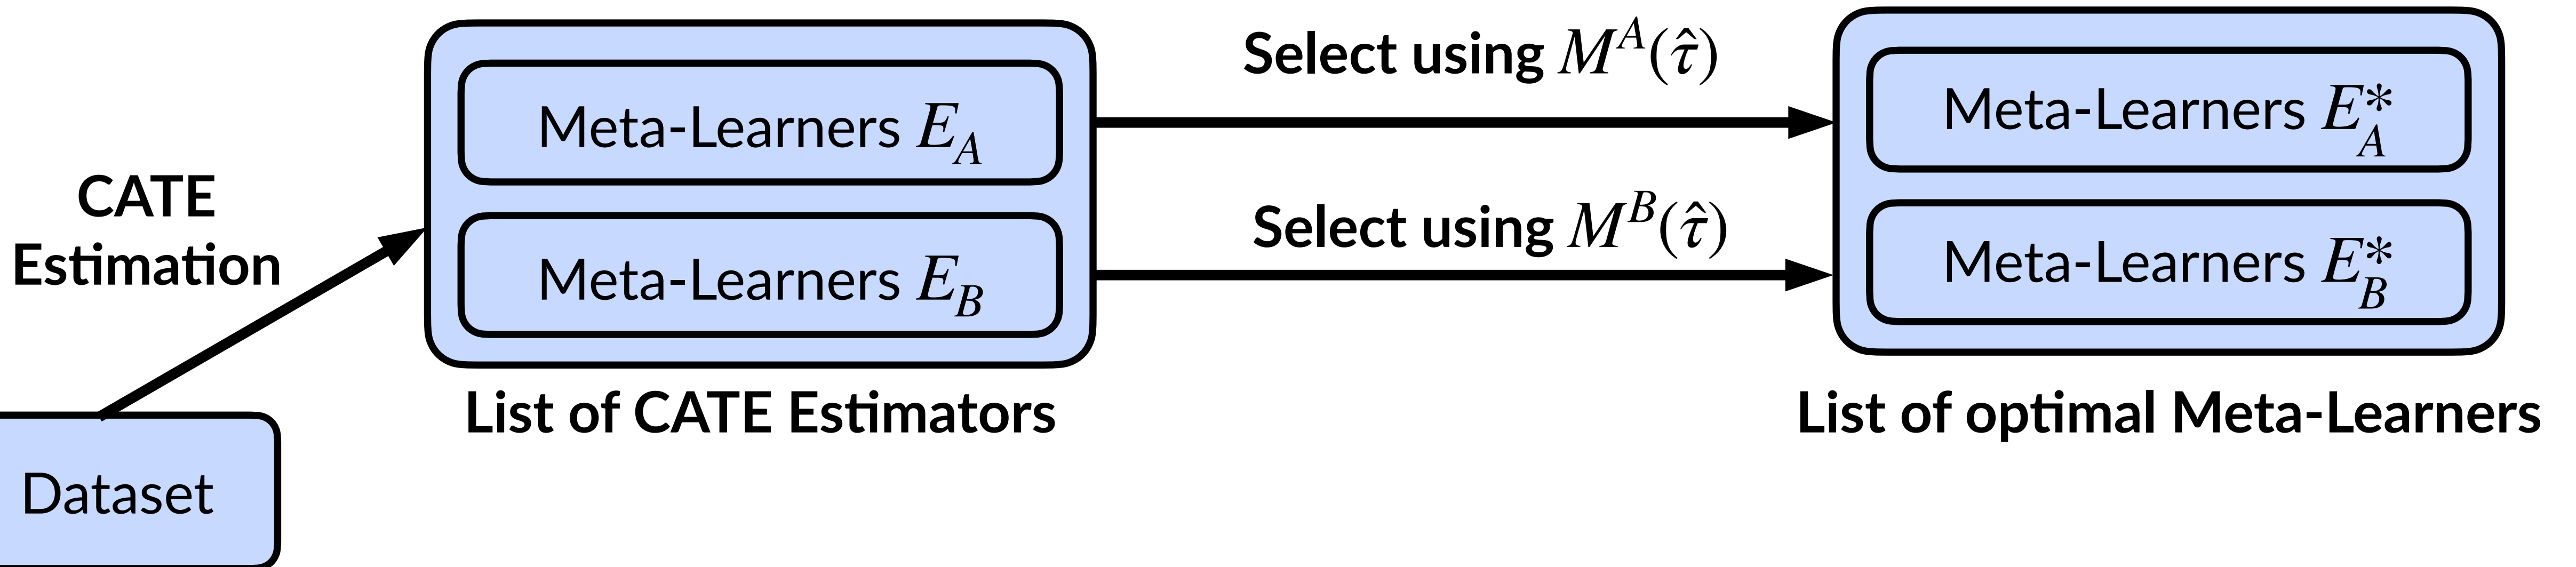 CATE
Estimation
Dataset
Meta-Learners E_A
Meta-Learners E_B
List of CATE Estimators
Select using M^A(τ̂)
Select using M^B(τ̂)
Meta-Learners E*_A
Meta-Learners E*_B
List of optimal Meta-Learners